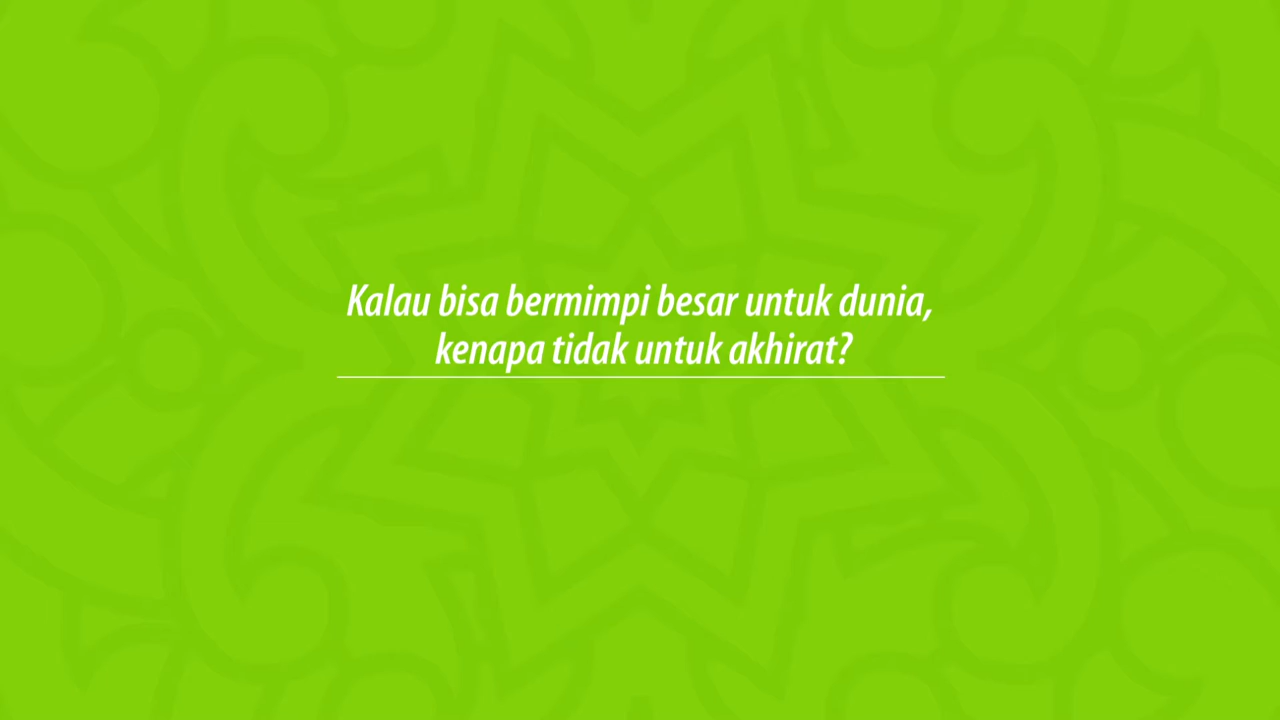 Kalau bisa bermimpi besar untuk dunia,
kenapa tidak untuk akhirat?